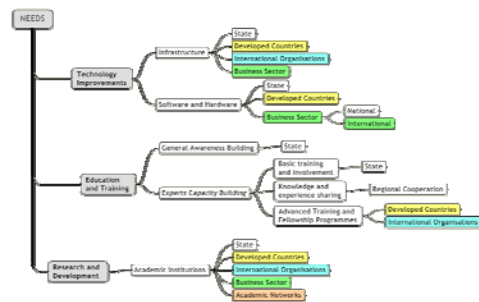 NEEDS
Technology
Improvements
Infrastructure
State
Developed Countries
International Organisations
Business Sector
Software and Hardware
State
Developed Countries
Business Sector
National
International
Education
and Training
General Awareness Building
State
Experts Capacity Building
Basic training
and involvement
State
Knowledge and
experience sharing
Regional Cooperation
Advanced Training and
Fellowship Programmes
Developed Countries
International Organisations
Research and
Development
Academic Institutions
State
Developed Countries
International Organisations
Business Sector
Academic Networks